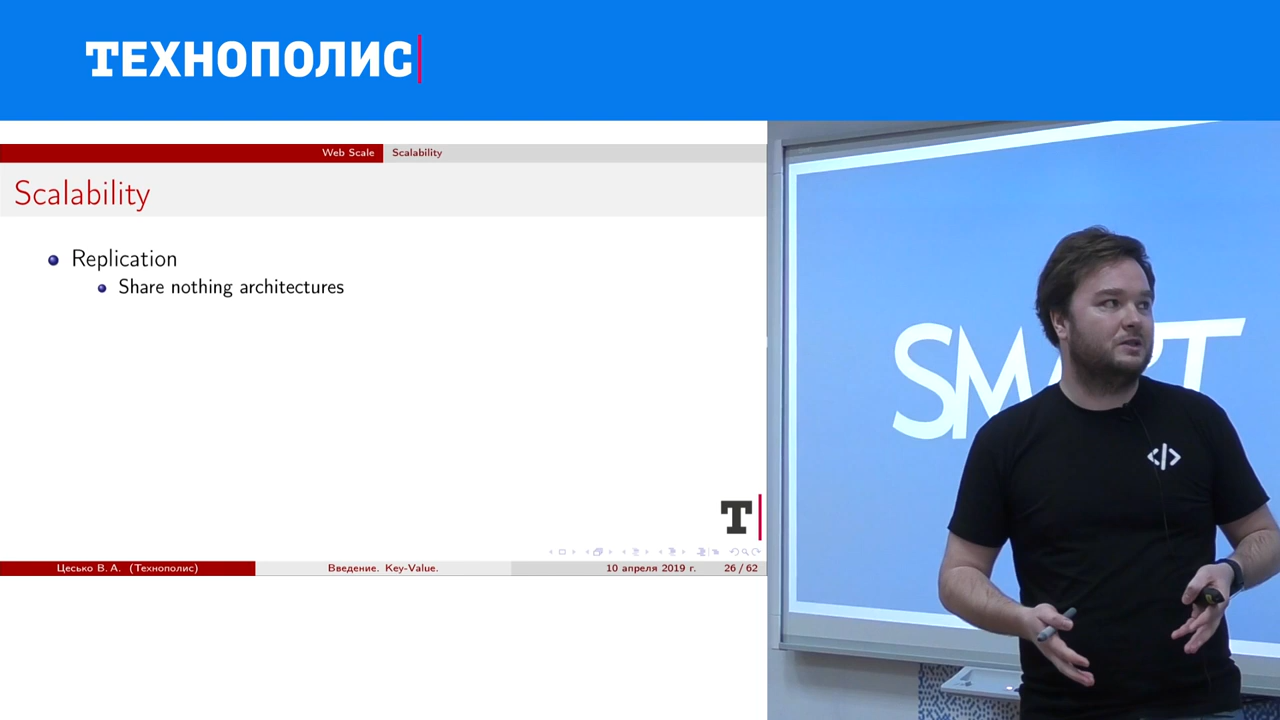 ТЕХНОПОЛИС
Web Scale Scalability
Scalability
Replication
Share nothing architectures
T
Цесько В. А. (Технополис) Введение. Key-Value. 10 апреля 2019 г. 26 / 62
SMART